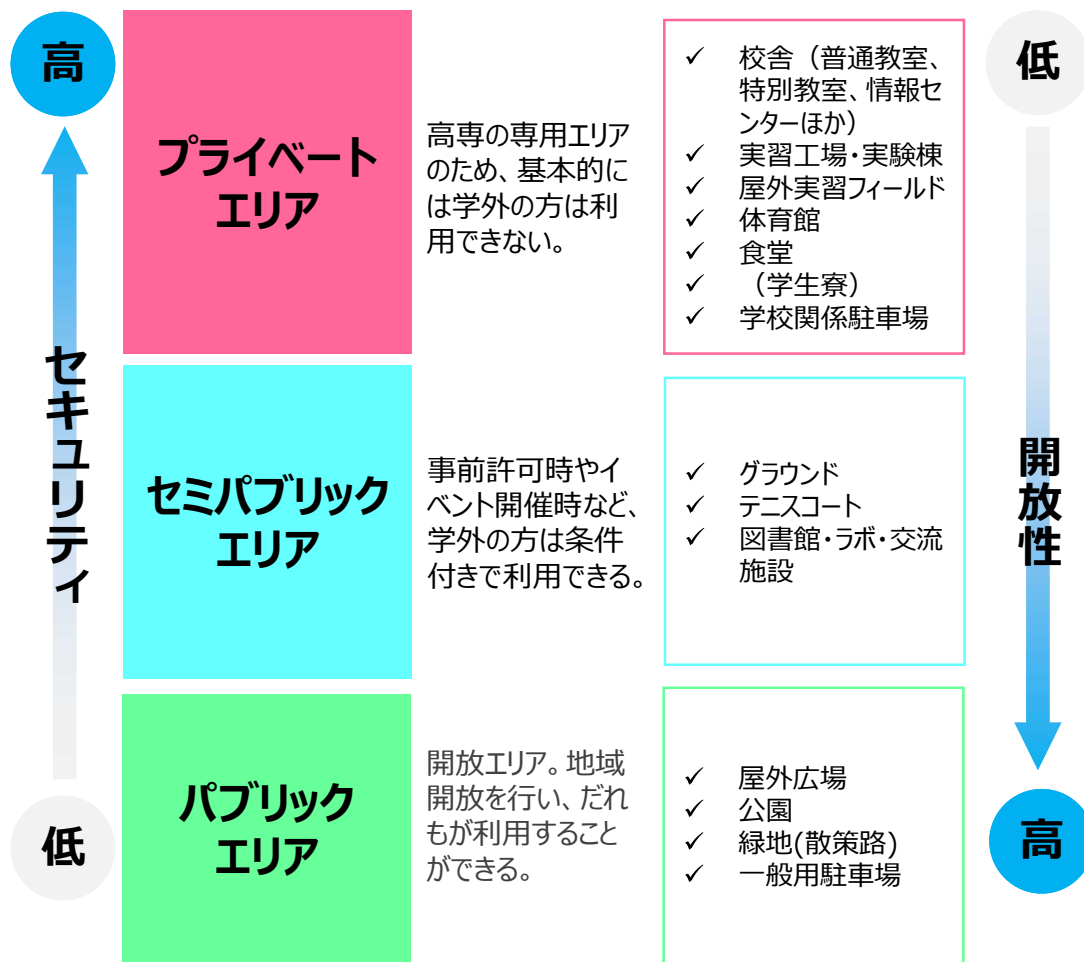 高
セキュリティ
低
プライベート
エリア
高専の専用エリア
のため、基本的に
は学外の方は利
用できない。
✓ 校舎（普通教室、
特別教室、情報セ
ンターほか）
✓ 実習工場・実験棟
✓ 屋外実習フィールド
✓ 体育館
✓ 食堂
✓ （学生寮）
✓ 学校関係駐車場
セミパブリック
エリア
事前許可時やイ
ベント開催時など、
学外の方は条件
付きで利用できる。
✓ グラウンド
✓ テニスコート
✓ 図書館・ラボ・交流
施設
パブリック
エリア
開放エリア。地域
開放を行い、だれ
もが利用すること
ができる。
✓ 屋外広場
✓ 公園
✓ 緑地(散策路)
✓ 一般用駐車場
低
開放性
高